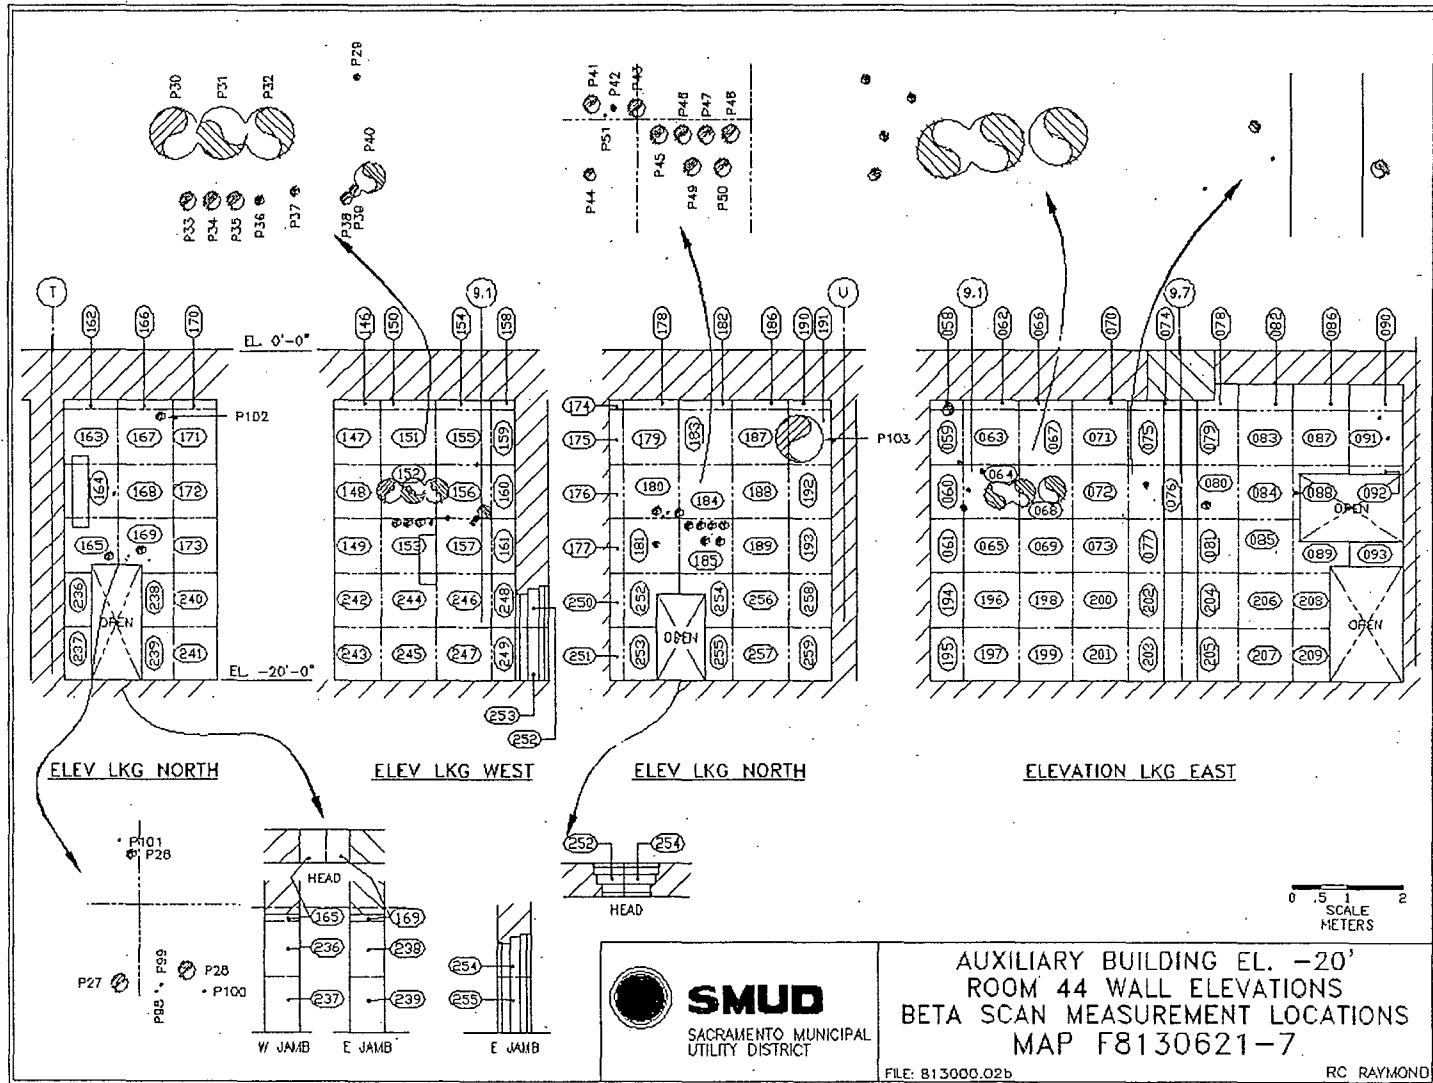 P29
P30
P31
P32
P40
P33
P34
P35
P36
P37
P38
P39
P41
P42
P43
P51
P44
P45
P46
P47
P48
P49
P50
T
162
166
170
EL. 0'-0"
146
150
154
9.1
158
178
182
186
190
191
U
058
9.1
062
066
070
074
9.7
078
082
086
090
P102
163
167
171
164
168
172
165
169
173
236
238
240
OPEN
237
239
241
EL. -20'-0"
147
151
155
159
152
148
156
160
149
153
157
161
242
244
246
248
243
245
247
249
253
252
174
175
179
183
187
P103
176
180
184
188
192
177
181
185
189
193
250
252
254
256
258
OPEN
251
253
255
257
259
059
063
067
071
075
079
083
087
091
060
064
068
072
076
080
084
088
092
OPEN
061
065
069
073
077
081
085
089
093
194
196
198
200
202
204
206
208
OPEN
195
197
199
201
203
205
207
209
ELEV LKG NORTH
ELEV LKG WEST
ELEV LKG NORTH
ELEVATION LKG EAST
P101
P26
P27
P99
P98
P28
P100
HEAD
165
169
236
238
237
239
W JAMB
E JAMB
254
255
E JAMB
252
254
HEAD
0 .5 1 2
SCALE
METERS
SMUD
SACRAMENTO MUNICIPAL
UTILITY DISTRICT
AUXILIARY BUILDING EL. -20'
ROOM 44 WALL ELEVATIONS
BETA SCAN MEASUREMENT LOCATIONS
MAP F8130621-7
FILE: 813000.02b
RC RAYMOND